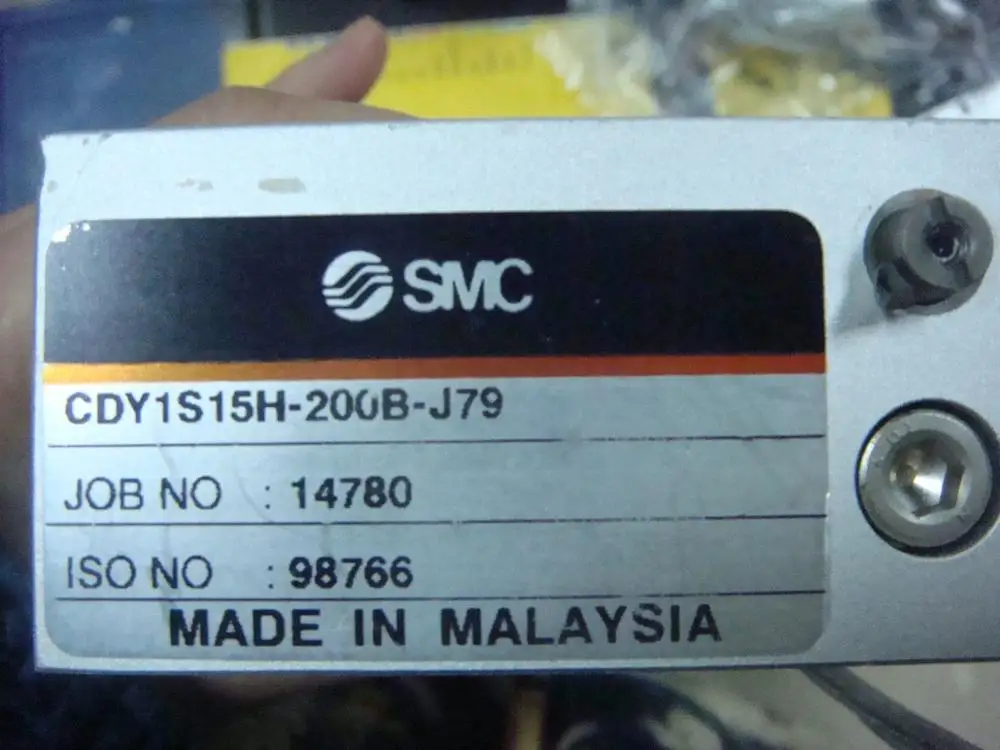 SMC
CDY1S15H-200B-J79
JOB NO : 14780
ISO NO : 98766
MADE IN MALAYSIA